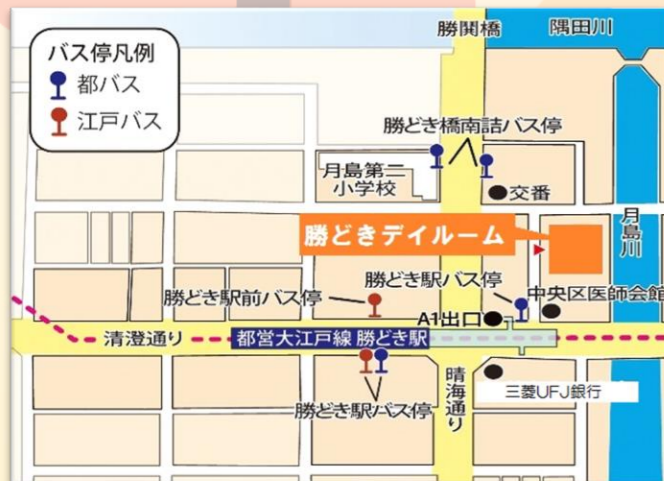 勝鬨橋
隅田川
バス停凡例
都バス
江戸バス
勝どき橋南詰バス停
月島第二
小学校
交番
月島川
勝どきデイルーム
勝どき駅バス停
中央区医師会館
勝どき駅前バス停
A1出口
清澄通り
都営大江戸線 勝どき駅
晴海通り
三菱UFJ銀行
勝どき駅バス停